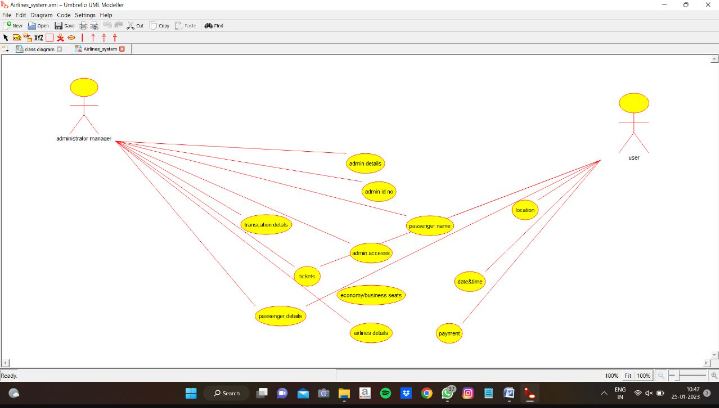 Airlines_system.xmi – Umbrello UML Modeller
File Edit Diagram Code Settings Help
New Open Save Cut Copy Paste Find
class diagram Airlines_system
administrator manager
user
admin details
admin id no
location
transcation details
passenger name
admin accesses
tickets
date&time
economy/business seats
passenger details
airlines details
payment
Ready.
100% Fit 100%
Search
ENG
IN
10:47
25-01-2023